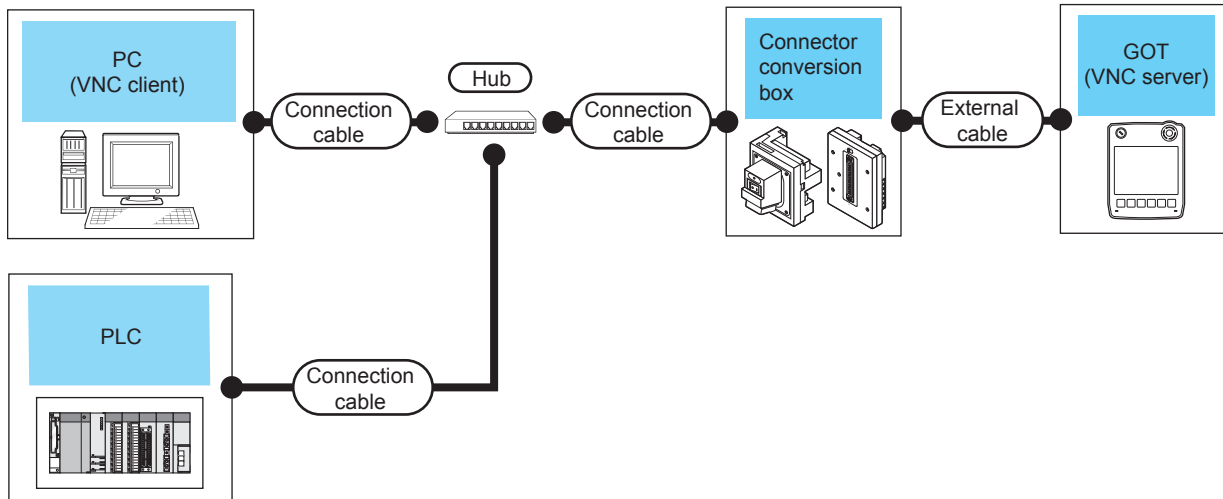 PC
(VNC client)
Connection
cable
Hub
Connection
cable
Connector
conversion
box
External
cable
GOT
(VNC server)
PLC
Connection
cable